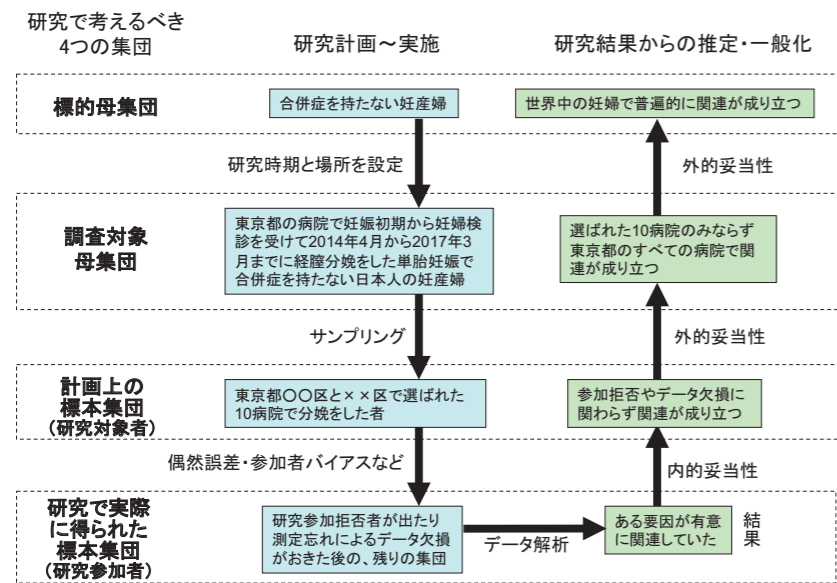 研究で考えるべき
4つの集団
研究計画～実施
研究結果からの推定・一般化
標的母集団
合併症を持たない妊産婦
世界中の妊婦で普遍的に関連が成り立つ
研究時期と場所を設定
外的妥当性
調査対象
母集団
東京都の病院で妊娠初期から妊婦検
診を受けて2014年4月から2017年3
月までに経膣分娩をした単胎妊娠で
合併症を持たない日本人の妊産婦
選ばれた10病院のみならず
東京都のすべての病院で関
連が成り立つ
サンプリング
外的妥当性
計画上の
標本集団
(研究対象者)
東京都〇〇区と××区で選ばれた
10病院で分娩をした者
参加拒否やデータ欠損に
関わらず関連が成り立つ
偶然誤差・参加者バイアスなど
内的妥当性
研究で実際
に得られた
標本集団
(研究参加者)
研究参加拒否者が出たり
測定忘れによるデータ欠損
がおきた後の、残りの集団
データ解析
ある要因が有意
に関連していた
結
果